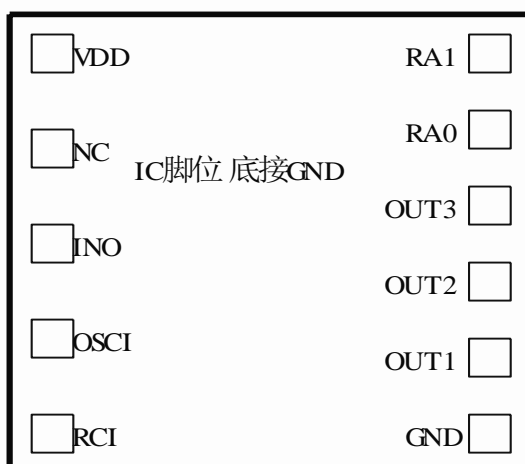 VDD
RA1
NC
RA0
IC脚位 底接GND
INO
OUT3
OUT2
OSCI
OUT1
RCI
GND